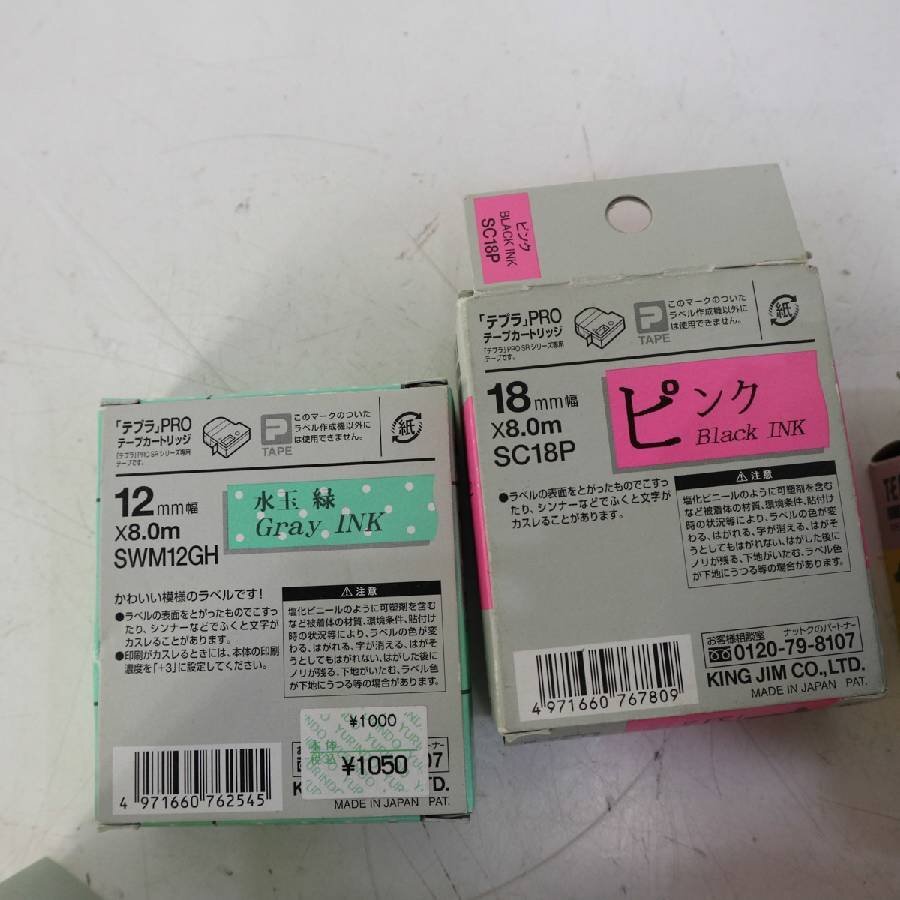 ピンク
BLACK INK
SC18P
「テプラ」PRO
テープカートリッジ
「テプラ」PRO SRシリーズ専用
テープです。
P
TAPE
このマークのついた
ラベル作成機以外に
は使用できません。
紙
18mm幅
X8.0m
SC18P
ピンク
Black INK
●ラベルの表面をとがったものでこすっ
たり、シンナーなどでふくと文字が
カスレることがあります。
⚠注意
塩化ビニールのように可塑剤を含む
など被着体の材質、環境条件、貼付け
時の状況等により、ラベルの色が変
わる、はがれる、字が消える、はがそ
うとしてもはがれない、はがした後に
ノリが残る、下地がいたむ、ラベル色
が下地にうつる等の場合があります。
お客様相談室
ナットクのパートナー
0120-79-8107
KING JIM CO.,LTD.
MADE IN JAPAN PAT.
4 971660 767809
「テプラ」PRO
テープカートリッジ
「テプラ」PRO SRシリーズ専用
テープです。
P
TAPE
このマークのついた
ラベル作成機以外に
は使用できません。
紙
12mm幅
X8.0m
SWM12GH
水玉 緑
Gray INK
かわいい模様のラベルです!
●ラベルの表面をとがったものでこすっ
たり、シンナーなどでふくと文字が
カスレることがあります。
●印刷がカスレるときには、本体の印刷
濃度を「+3」に設定してください。
⚠注意
塩化ビニールのように可塑剤を含む
など被着体の材質、環境条件、貼付け
時の状況等により、ラベルの色が変
わる、はがれる、字が消える、はがそ
うとしてもはがれない、はがした後に
ノリが残る、下地がいたむ、ラベル色
が下地にうつる等の場合があります。
¥1000
本体
税込
¥1050
YURINDO
07
TD.
MADE IN JAPAN PAT.
4 971660 762545